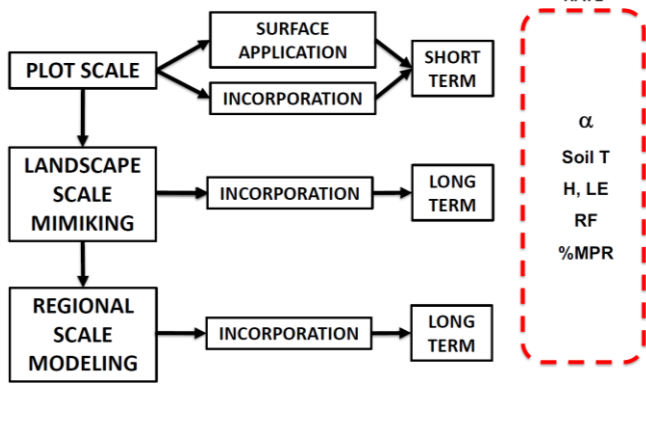 SURFACE
APPLICATION
PLOT SCALE
SHORT
TERM
INCORPORATION
LANDSCAPE
SCALE
MIMIKING
INCORPORATION
LONG
TERM
REGIONAL
SCALE
MODELING
INCORPORATION
LONG
TERM
α
Soil T
H, LE
RF
%MPR